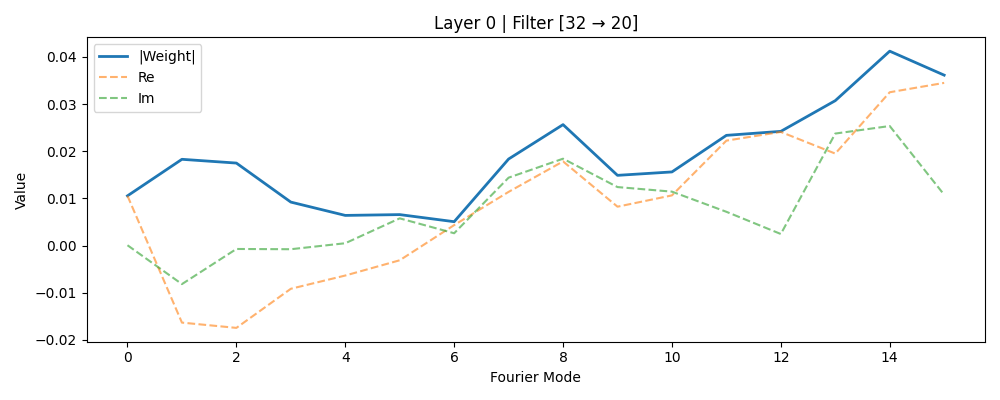 Layer 0 | Filter [32 → 20]
|Weight|
Re
Im
Value
0.04
0.03
0.02
0.01
0.00
−0.01
−0.02
0 2 4 6 8 10 12 14
Fourier Mode